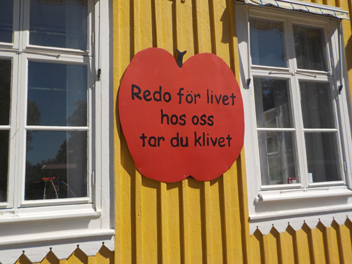 Redo för livet
hos oss
tar du klivet